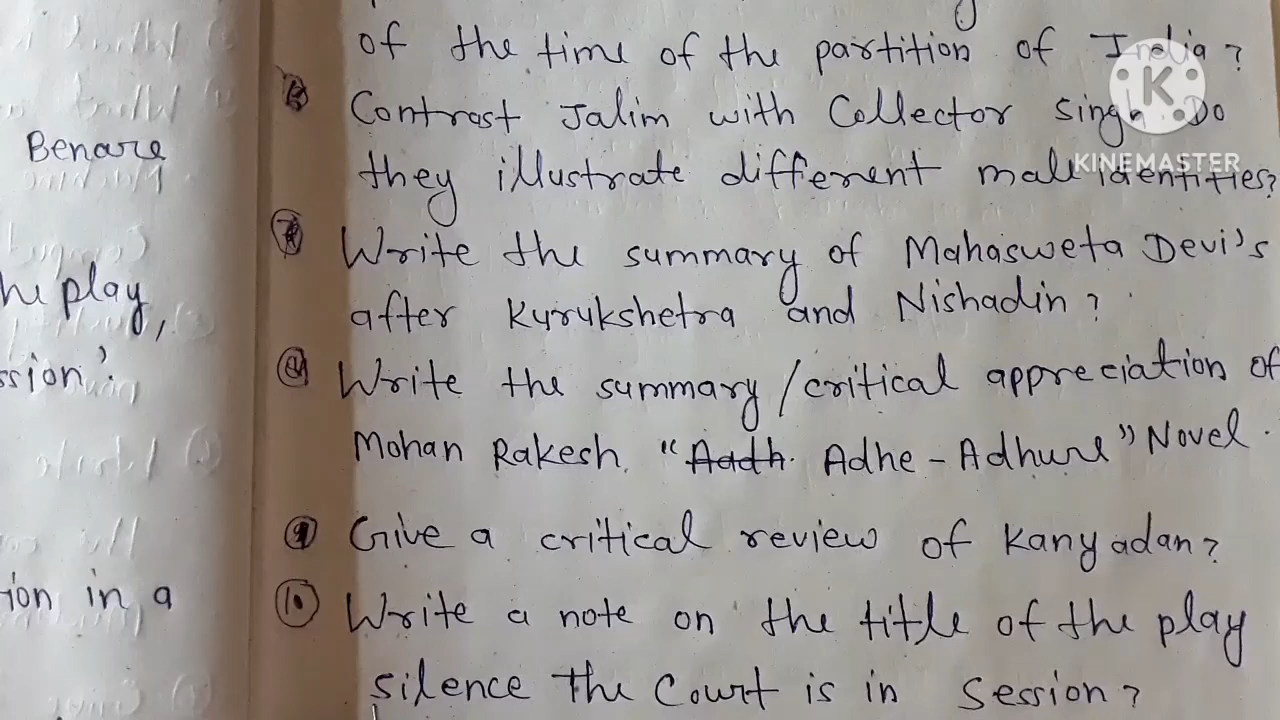 of the time of the partition of India?
Contrast Jalim with Collector singh Do
they illustrate different male identities?
Write the summary of Mahasweta Devi's
after Kurukshetra and Nishadin?
Write the summary/critical appreciation of
Mohan Rakesh. "Aadh. Adhe-Adhure" Novel.
9 Give a critical review of Kanyadan?
10 Write a note on the title of the play
silence The Court is in Session?
Benare
he play,
ssion'.
ion in a
K
KINEMASTER